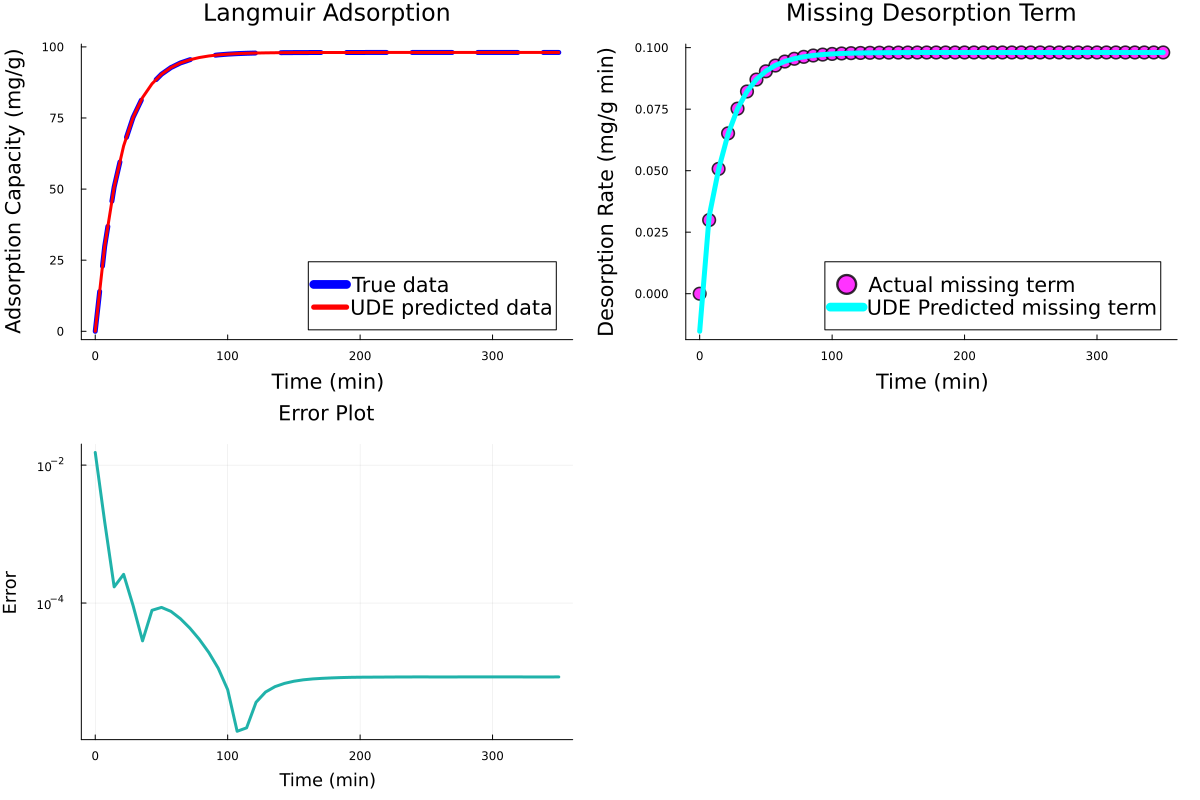 Langmuir Adsorption
Adsorption Capacity (mg/g)
100
75
50
25
0
True data
UDE predicted data
0 100 200 300
Time (min)
Missing Desorption Term
Desorption Rate (mg/g min)
0.100
0.075
0.050
0.025
0.000
Actual missing term
UDE Predicted missing term
0 100 200 300
Time (min)
Error Plot
Error
10⁻²
10⁻⁴
0 100 200 300
Time (min)